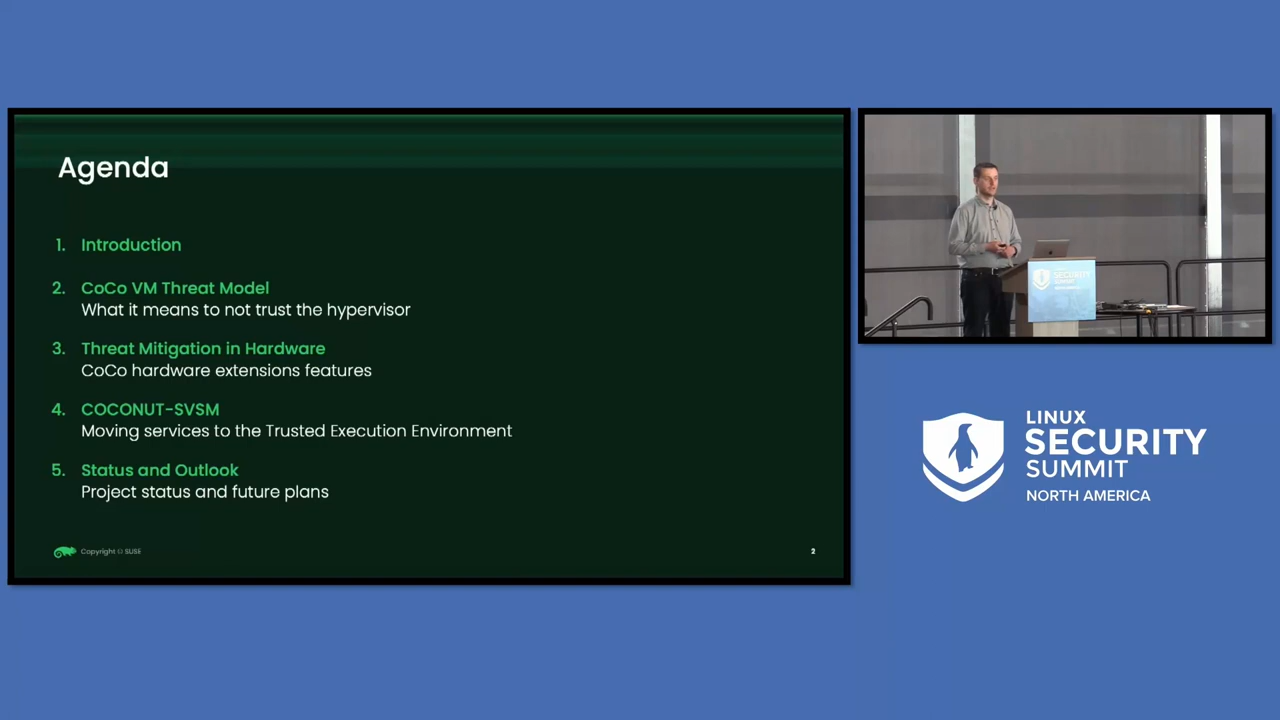 Agenda
1. Introduction
2. CoCo VM Threat Model
What it means to not trust the hypervisor
3. Threat Mitigation in Hardware
CoCo hardware extensions features
4. COCONUT-SVSM
Moving services to the Trusted Execution Environment
5. Status and Outlook
Project status and future plans
Copyright © SUSE
2
SECURITY
SUMMIT
LINUX
SECURITY
SUMMIT
NORTH AMERICA